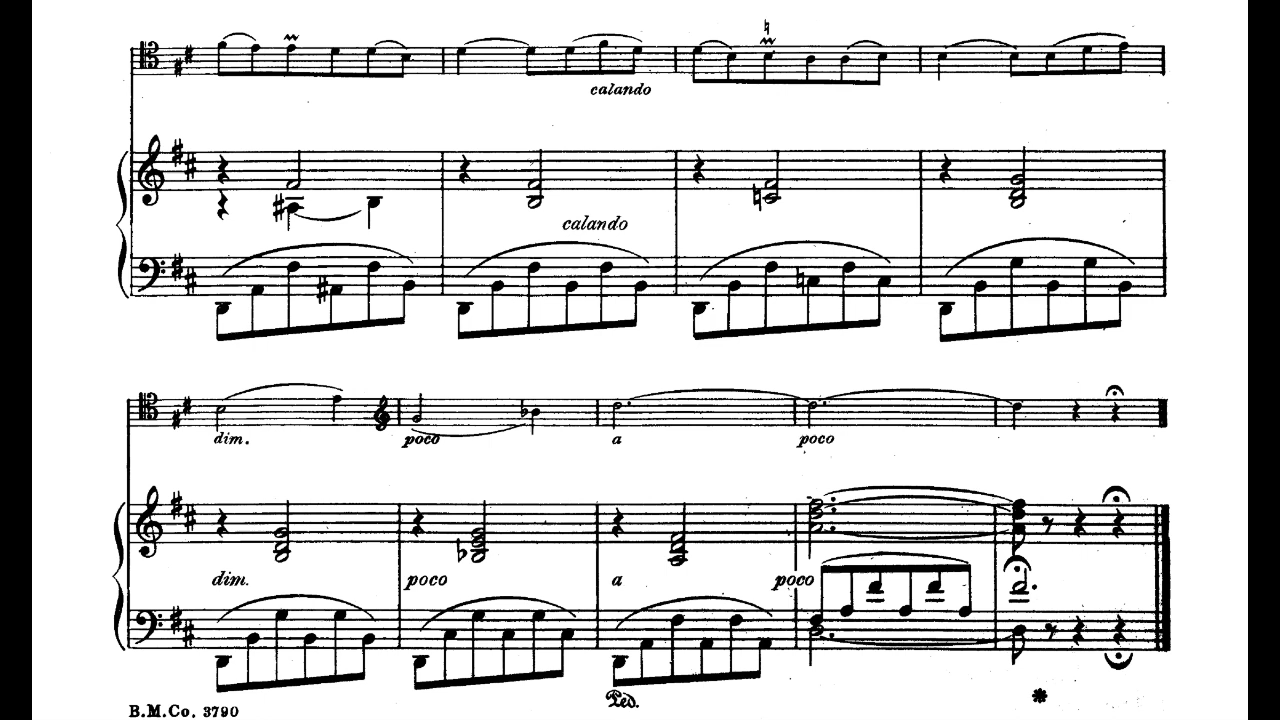 calando
calando
dim. poco a poco
dim. poco a poco
Ped.
B.M.Co. 3790